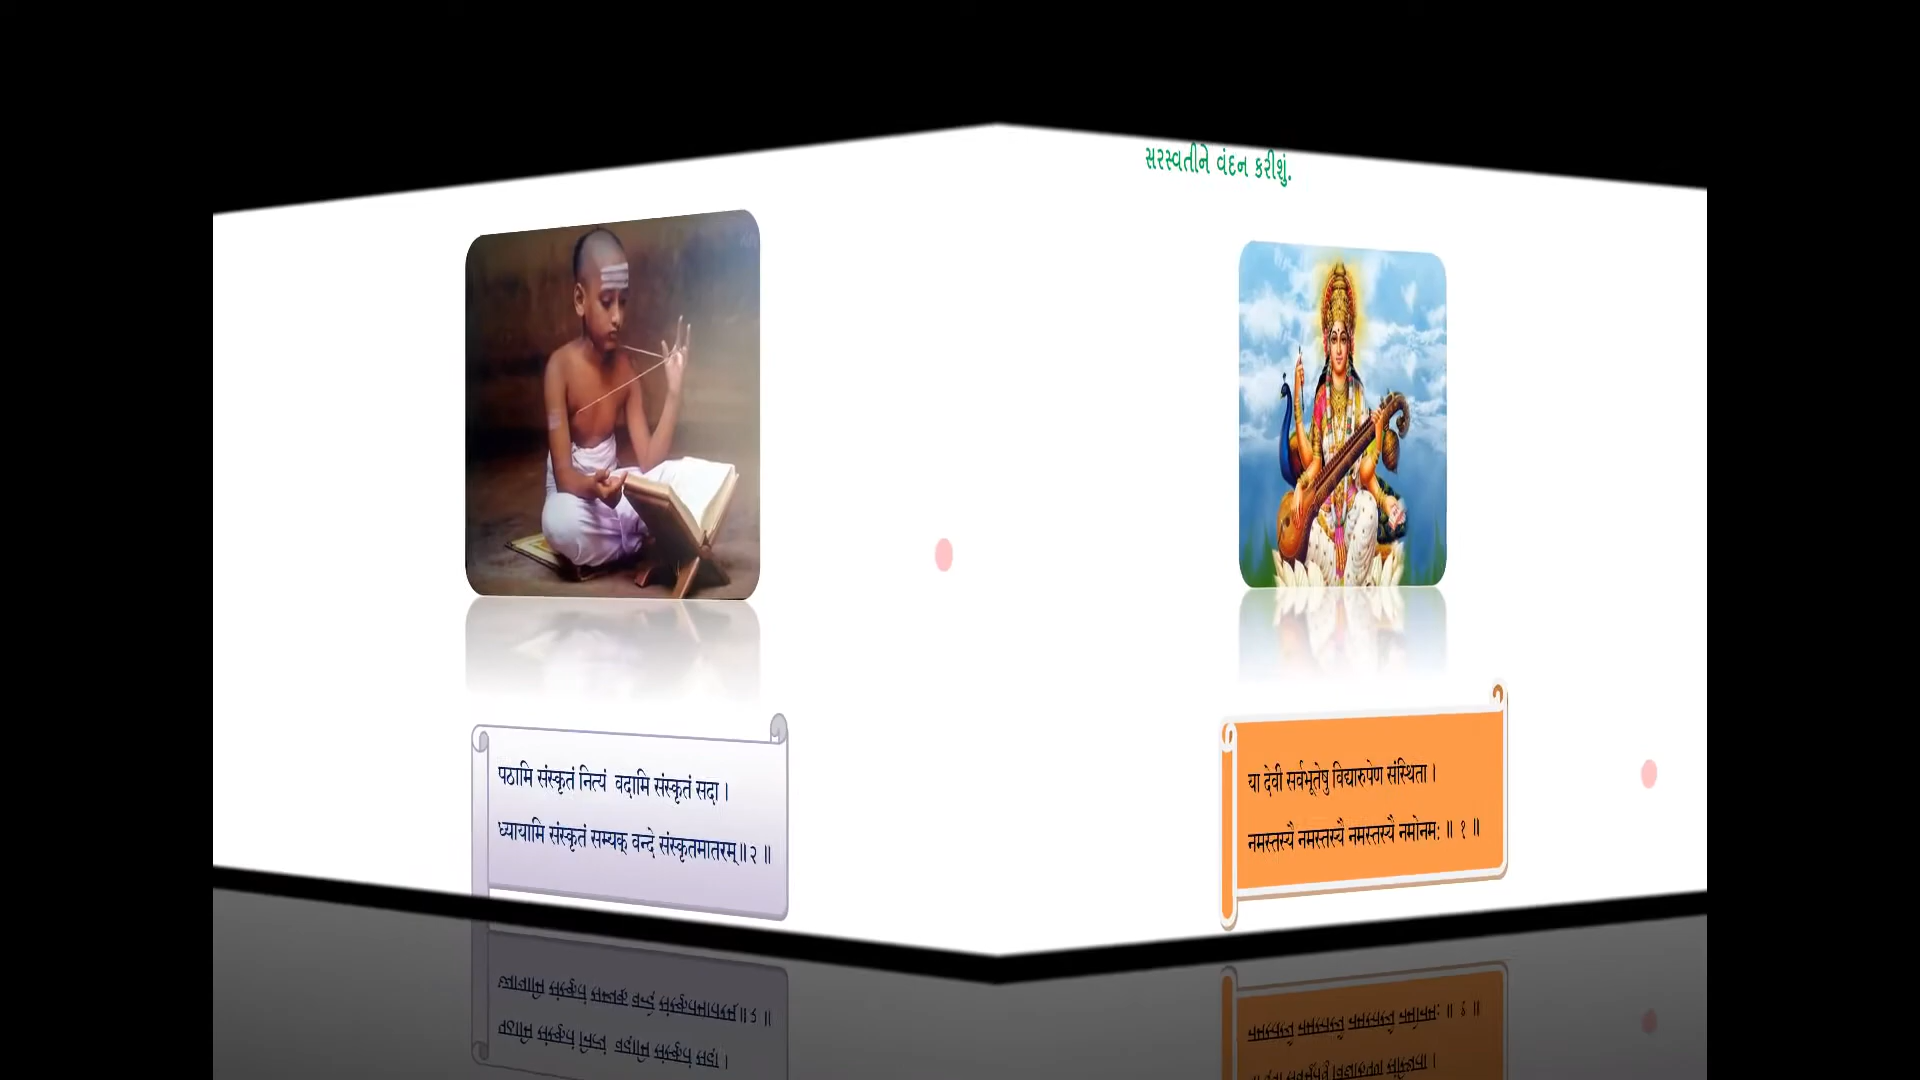 સરસ્વતીને વંદન કરીશું.
पठामि संस्कृतं नित्यं वदामि संस्कृतं सदा ।
ध्यायामि संस्कृतं सम्यक् वन्दे संस्कृतमातरम्॥२॥
या देवी सर्वभूतेषु विद्यारुपेण संस्थिता ।
नमस्तस्यै नमस्तस्यै नमस्तस्यै नमोनमः ॥ १ ॥